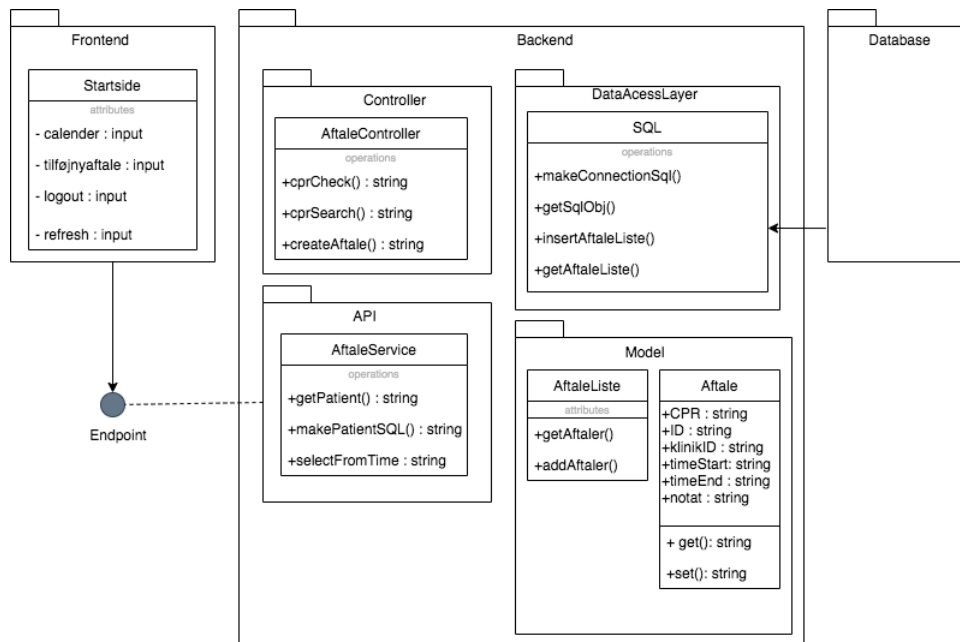 Frontend
Startside
attributes
- calender : input
- tilføjnyaftale : input
- logout : input
- refresh : input
Endpoint
Backend
Controller
AftaleController
operations
+cprCheck() : string
+cprSearch() : string
+createAftale() : string
API
AftaleService
operations
+getPatient() : string
+makePatientSQL() : string
+selectFromTime : string
DataAcessLayer
SQL
operations
+makeConnectionSql()
+getSqlObj()
+insertAftaleListe()
+getAftaleListe()
Model
AftaleListe
attributes
+getAftaler()
+addAftaler()
Aftale
+CPR : string
+ID : string
+klinikID : string
+timeStart: string
+timeEnd : string
+notat : string
+ get(): string
+set(): string
Database